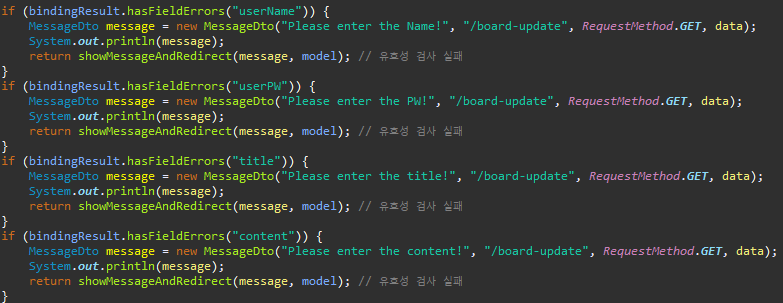 if (bindingResult.hasFieldErrors("userName")) {
MessageDto message = new MessageDto("Please enter the Name!", "/board-update", RequestMethod.GET, data);
System.out.println(message);
return showMessageAndRedirect(message, model); // 유효성 검사 실패
}
if (bindingResult.hasFieldErrors("userPW")) {
MessageDto message = new MessageDto("Please enter the PW!", "/board-update", RequestMethod.GET, data);
System.out.println(message);
return showMessageAndRedirect(message, model); // 유효성 검사 실패
}
if (bindingResult.hasFieldErrors("title")) {
MessageDto message = new MessageDto("Please enter the title!", "/board-update", RequestMethod.GET, data);
System.out.println(message);
return showMessageAndRedirect(message, model); // 유효성 검사 실패
}
if (bindingResult.hasFieldErrors("content")) {
MessageDto message = new MessageDto("Please enter the content!", "/board-update", RequestMethod.GET, data);
System.out.println(message);
return showMessageAndRedirect(message, model); // 유효성 검사 실패
}